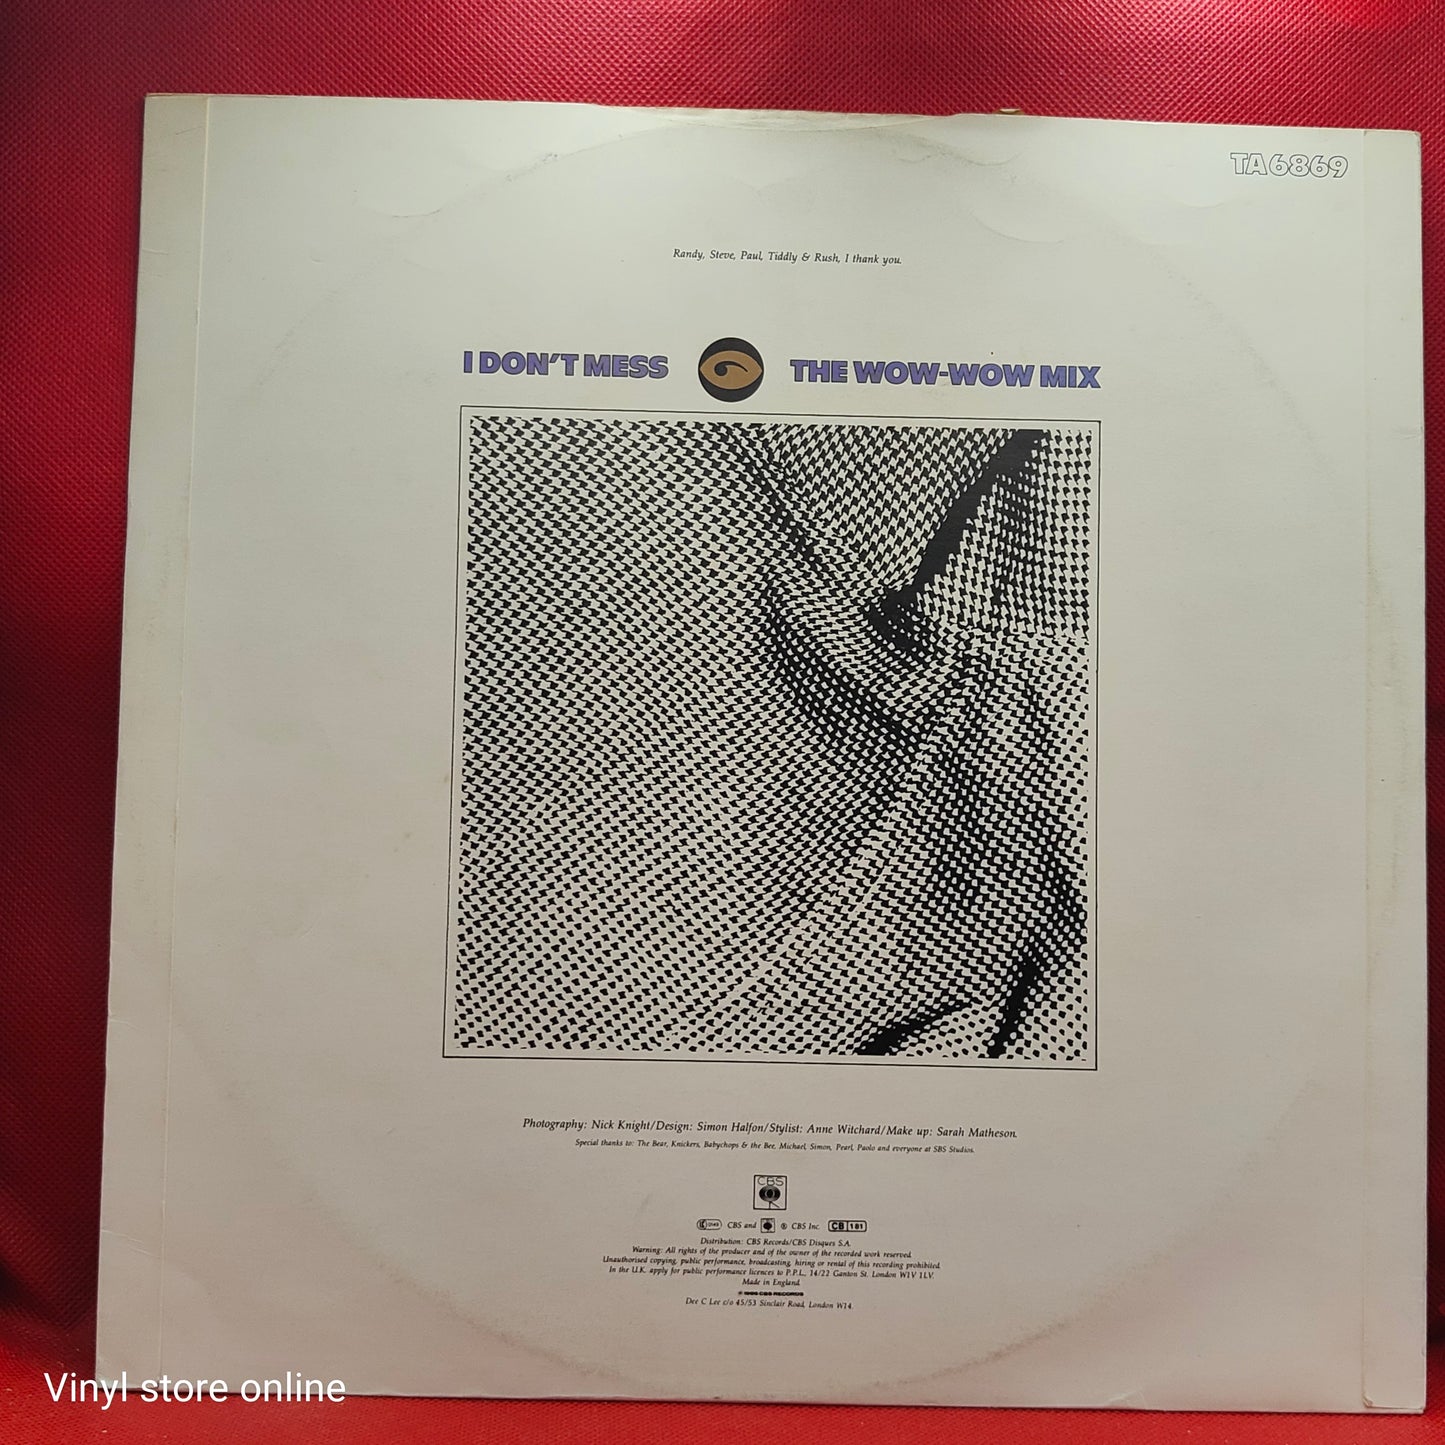 TA6869
Randy, Steve, Paul, Tiddly & Rush, I thank you.
I DON'T MESS THE WOW-WOW MIX
Photography: Nick Knight/Design: Simon Halfon/Stylist: Anne Witchard/Make up: Sarah Matheson.
Special thanks to: The Bear, Knickers, Babychops & the Bee, Michael, Simon, Pearl, Paolo and everyone at SBS Studios.
CBS
CBS and ® CBS Inc. CB 181
Distribution: CBS Records/CBS Disques S.A.
Warning: All rights of the producer and of the owner of the recorded work reserved.
Unauthorised copying, public performance, broadcasting, hiring or rental of this recording prohibited.
In the U.K. apply for public performance licences to P.P.L., 14/22 Ganton St. London W1V 1LV.
Made in England
CBS RECORDS
Dee C Lee c/o 45/53 Sinclair Road, London W14.
Vinyl store online